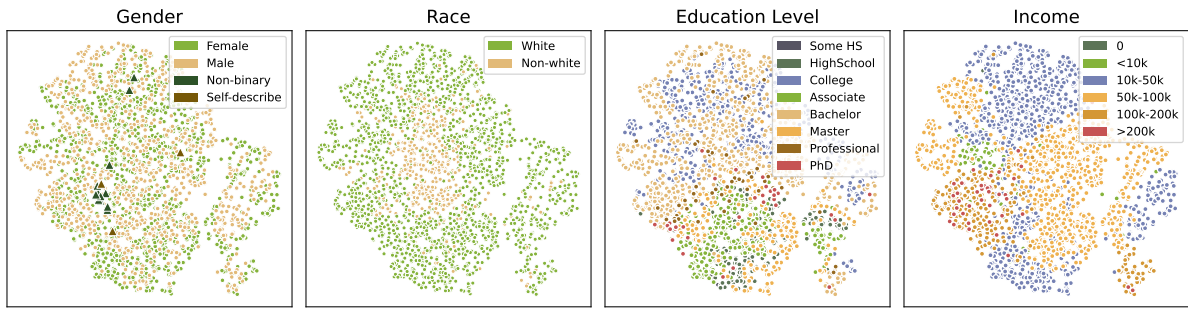 Gender
Female
Male
Non-binary
Self-describe
Race
White
Non-white
Education Level
Some HS
HighSchool
College
Associate
Bachelor
Master
Professional
PhD
Income
0
<10k
10k-50k
50k-100k
100k-200k
>200k